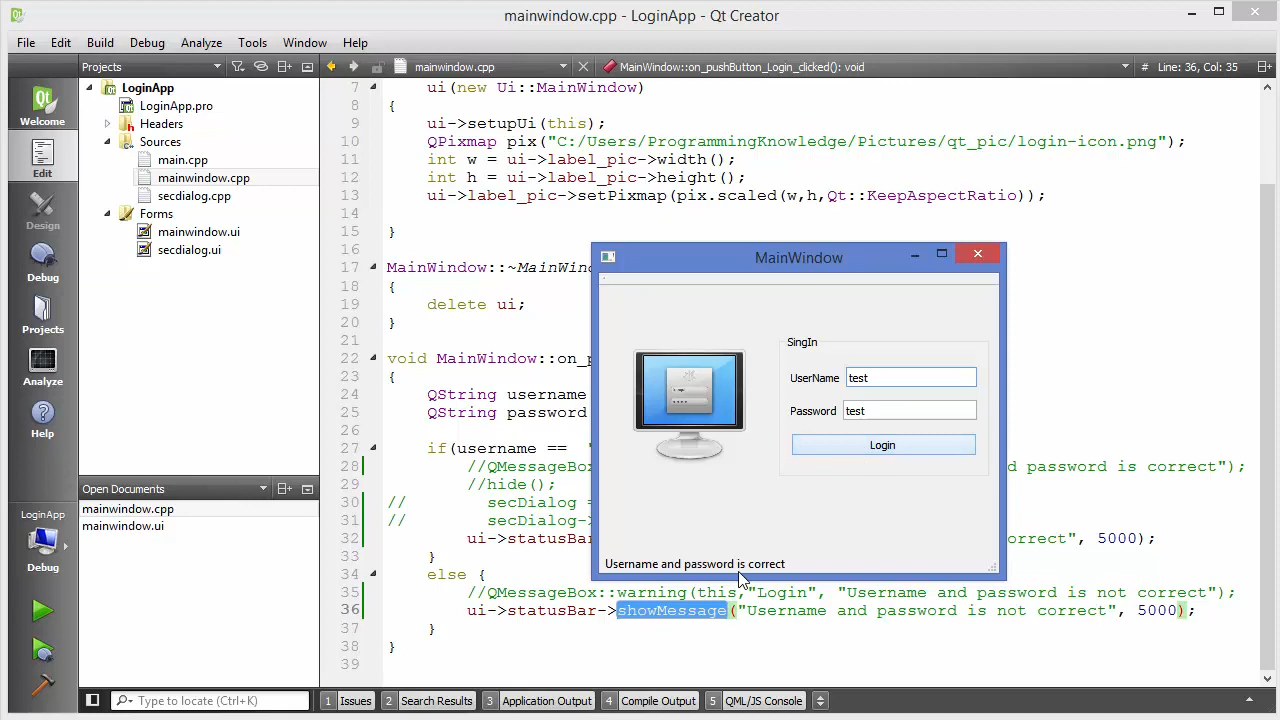 mainwindow.cpp - LoginApp - Qt Creator
File Edit Build Debug Analyze Tools Window Help
Projects
mainwindow.cpp
MainWindow::on_pushButton_Login_clicked(): void
# Line: 36, Col: 35
Welcome
Edit
Design
Debug
Projects
Analyze
Help
LoginApp
Debug
LoginApp
LoginApp.pro
Headers
Sources
main.cpp
mainwindow.cpp
secdialog.cpp
Forms
mainwindow.ui
secdialog.ui
Open Documents
mainwindow.cpp
mainwindow.ui
7 ui(new Ui::MainWindow)
8 {
9 ui->setupUi(this);
10 QPixmap pix("C:/Users/ProgrammingKnowledge/Pictures/qt_pic/login-icon.png");
11 int w = ui->label_pic->width();
12 int h = ui->label_pic->height();
13 ui->label_pic->setPixmap(pix.scaled(w,h,Qt::KeepAspectRatio));
14
15 }
16
17 MainWindow::~MainWin
18 {
19 delete ui;
20 }
21
22 void MainWindow::on_p
23 {
24 QString username
25 QString password
26
27 if(username ==
28 //QMessageBox d password is correct");
29 //hide();
30 // secDialog =
31 // secDialog->
32 ui->statusBar orrect", 5000);
33 }
34 else {
35 //QMessageBox::warning(this,"Login", "Username and password is not correct");
36 ui->statusBar->showMessage("Username and password is not correct", 5000);
37 }
38 }
39
MainWindow
SingIn
UserName test
Password test
Login
Username and password is correct
Type to locate (Ctrl+K)
1 Issues 2 Search Results 3 Application Output 4 Compile Output 5 QML/JS Console